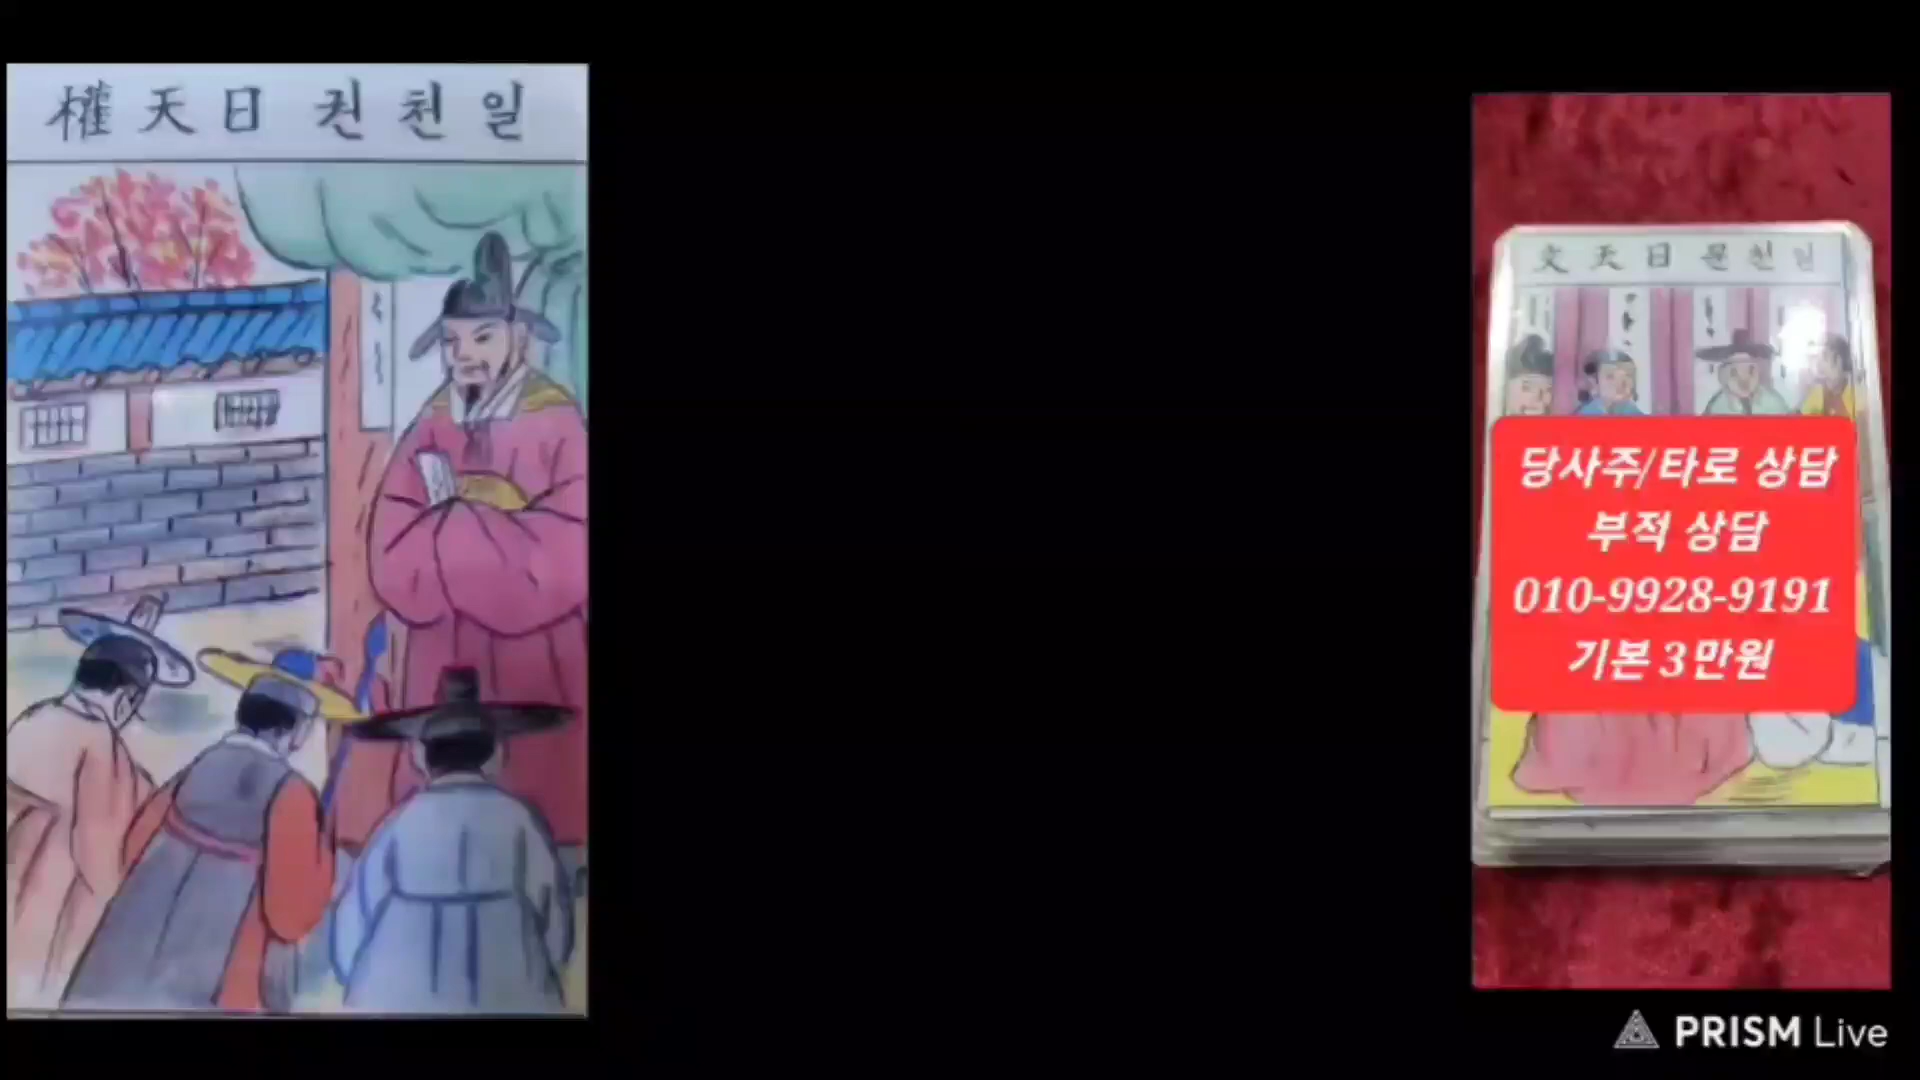 權天日 권천일
文天日 문천일
당사주/타로 상담
부적 상담
010-9928-9191
기본 3만원
PRISM Live